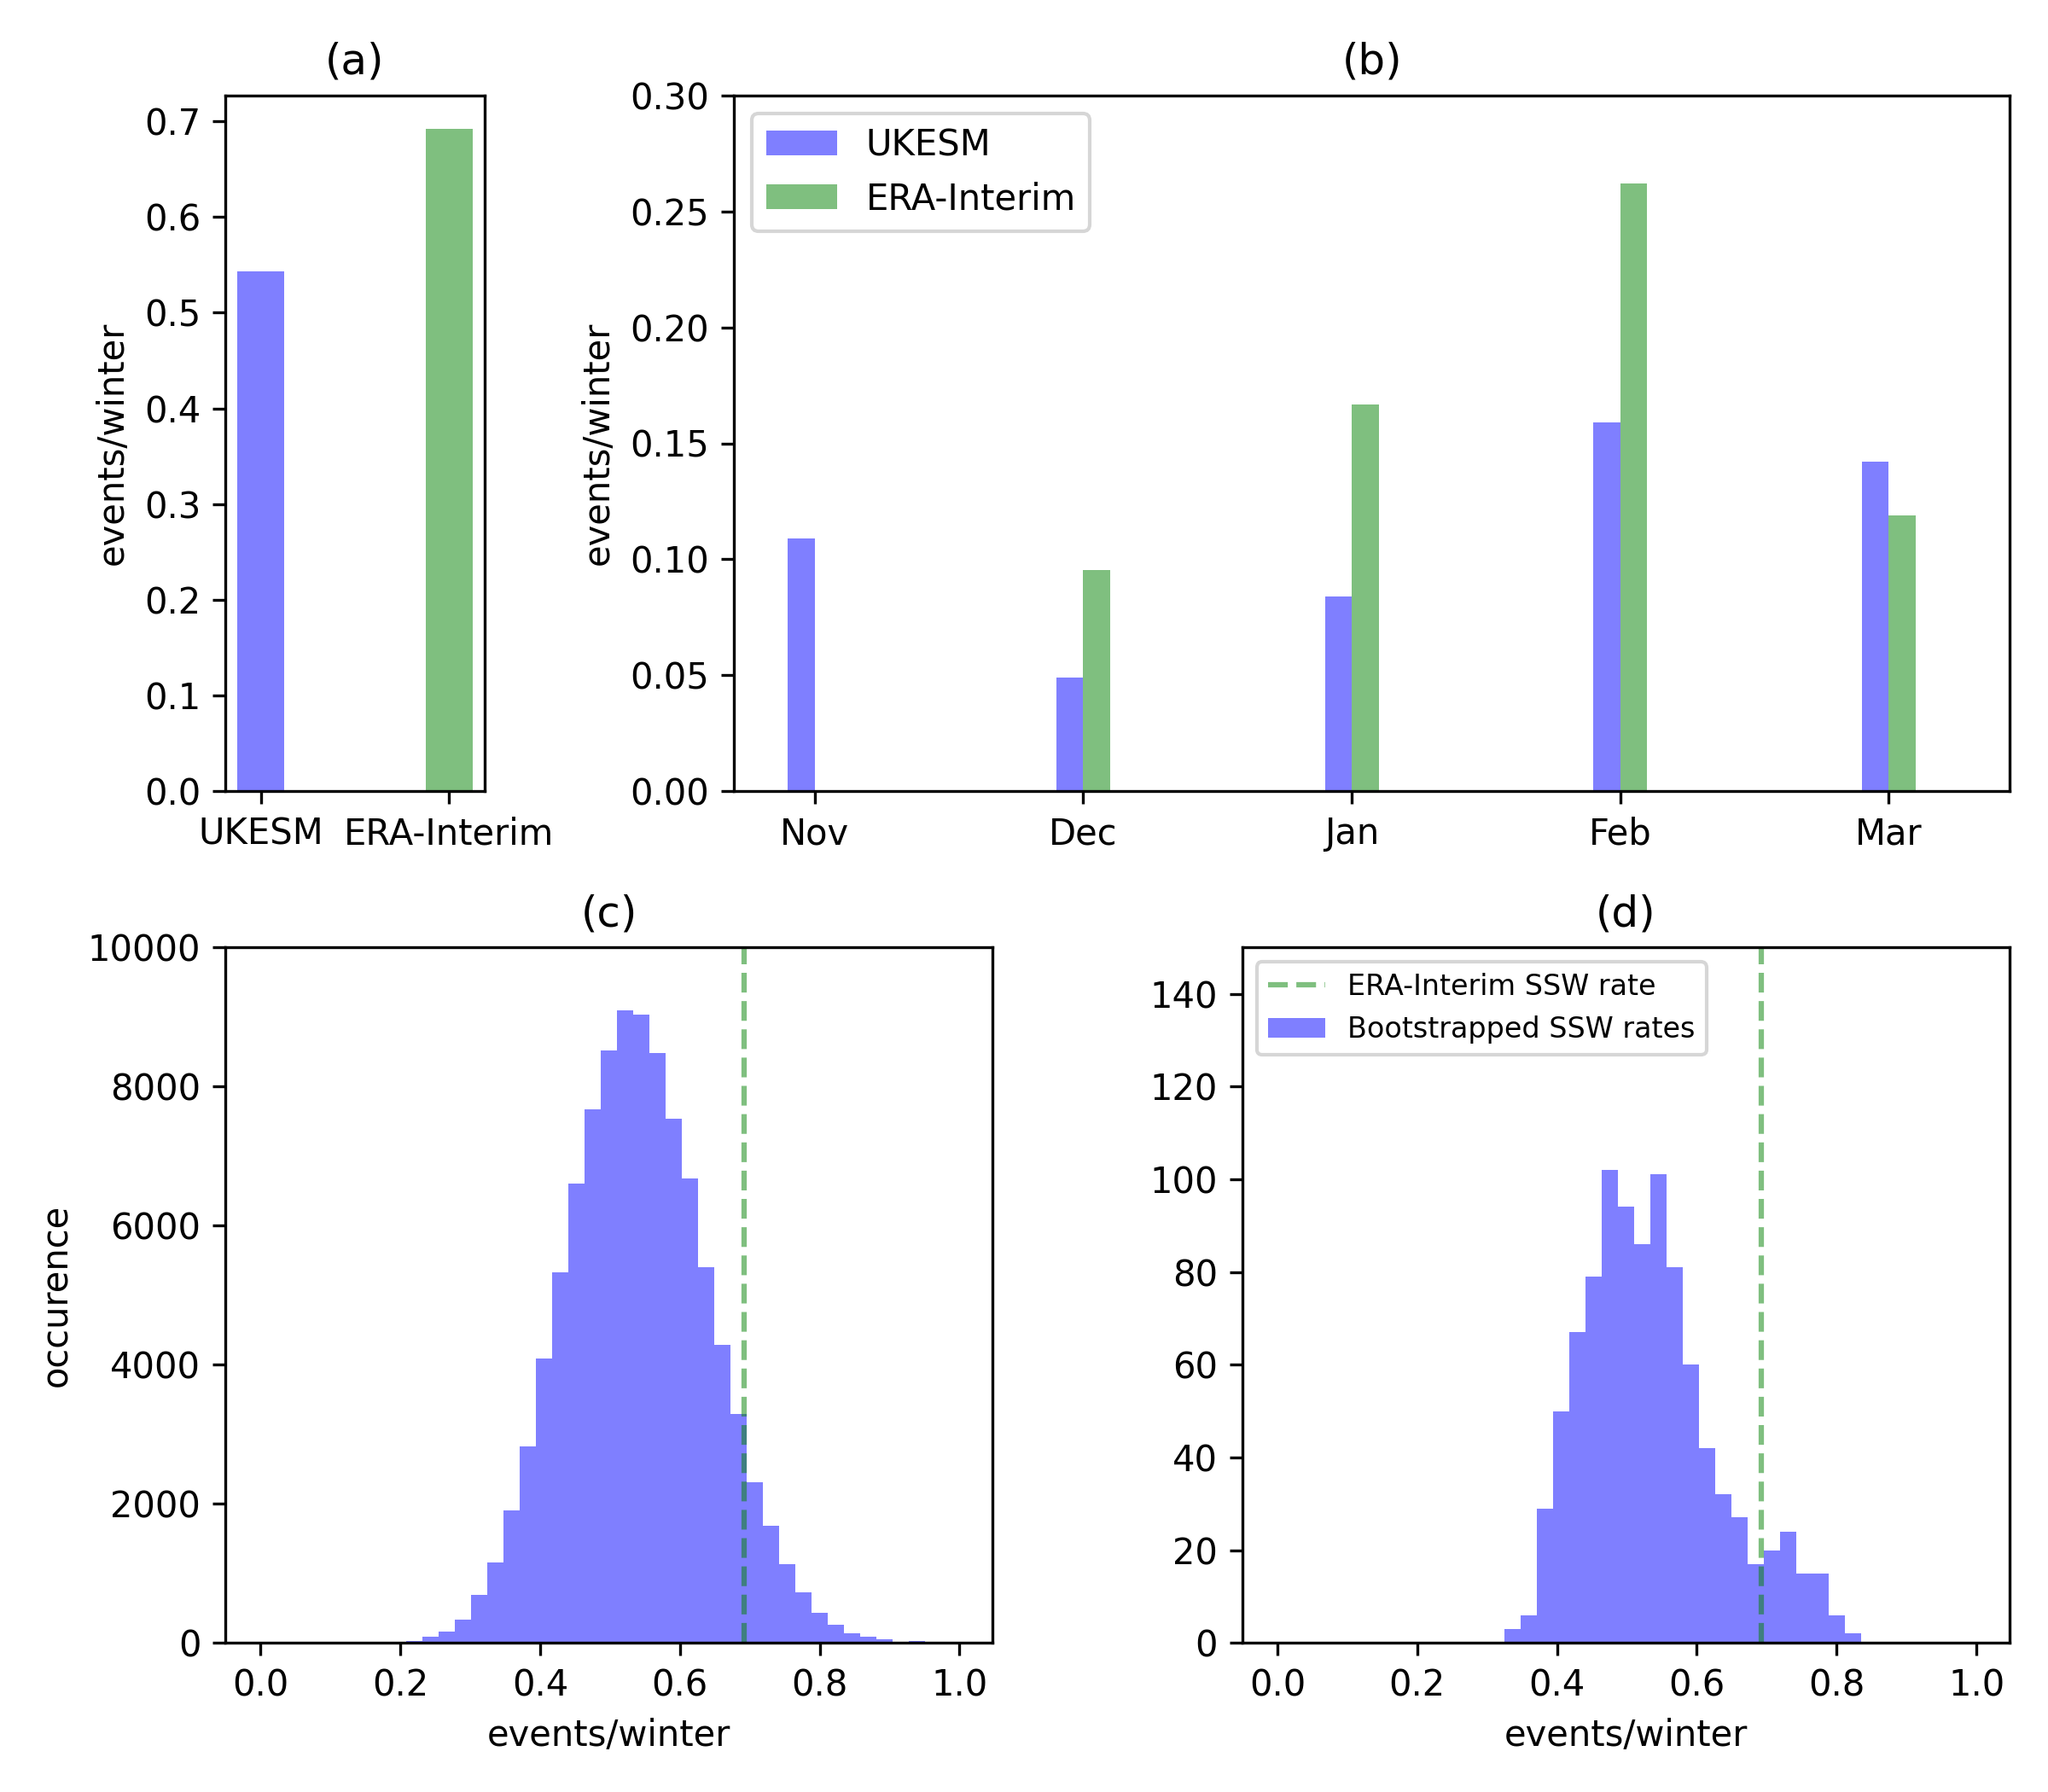 (a)
0.7
0.6
0.5
0.4
0.3
0.2
0.1
0.0
events/winter
UKESM ERA-Interim
(b)
0.30
0.25
0.20
0.15
0.10
0.05
0.00
events/winter
UKESM
ERA-Interim
Nov Dec Jan Feb Mar
(c)
10000
8000
6000
4000
2000
0
occurence
0.0 0.2 0.4 0.6 0.8 1.0
events/winter
(d)
140
120
100
80
60
40
20
0
ERA-Interim SSW rate
Bootstrapped SSW rates
0.0 0.2 0.4 0.6 0.8 1.0
events/winter